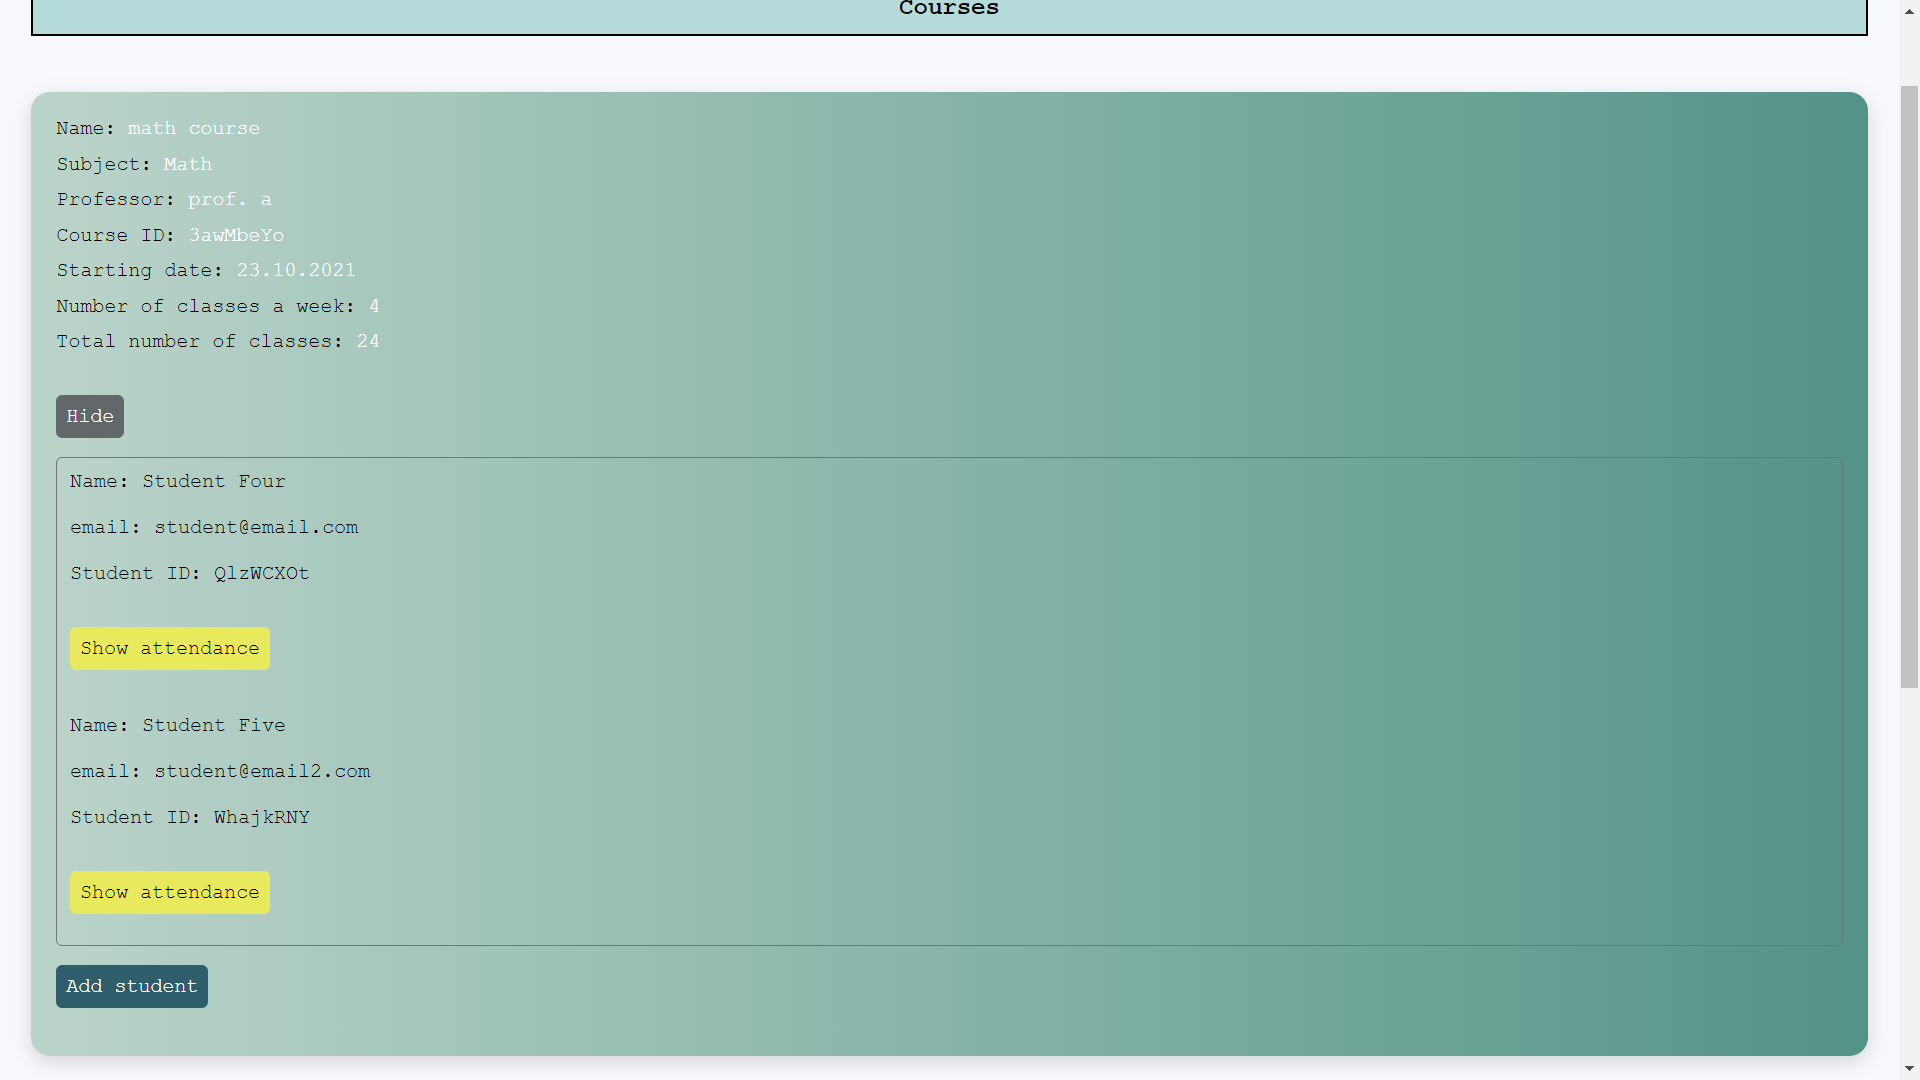 Courses
Name: math course
Subject: Math
Professor: prof. a
Course ID: 3awMbeYo
Starting date: 23.10.2021
Number of classes a week: 4
Total number of classes: 24
Hide
Name: Student Four
email: student@email.com
Student ID: QlzWCXOt
Show attendance
Name: Student Five
email: student@email2.com
Student ID: WhajkRNY
Show attendance
Add student